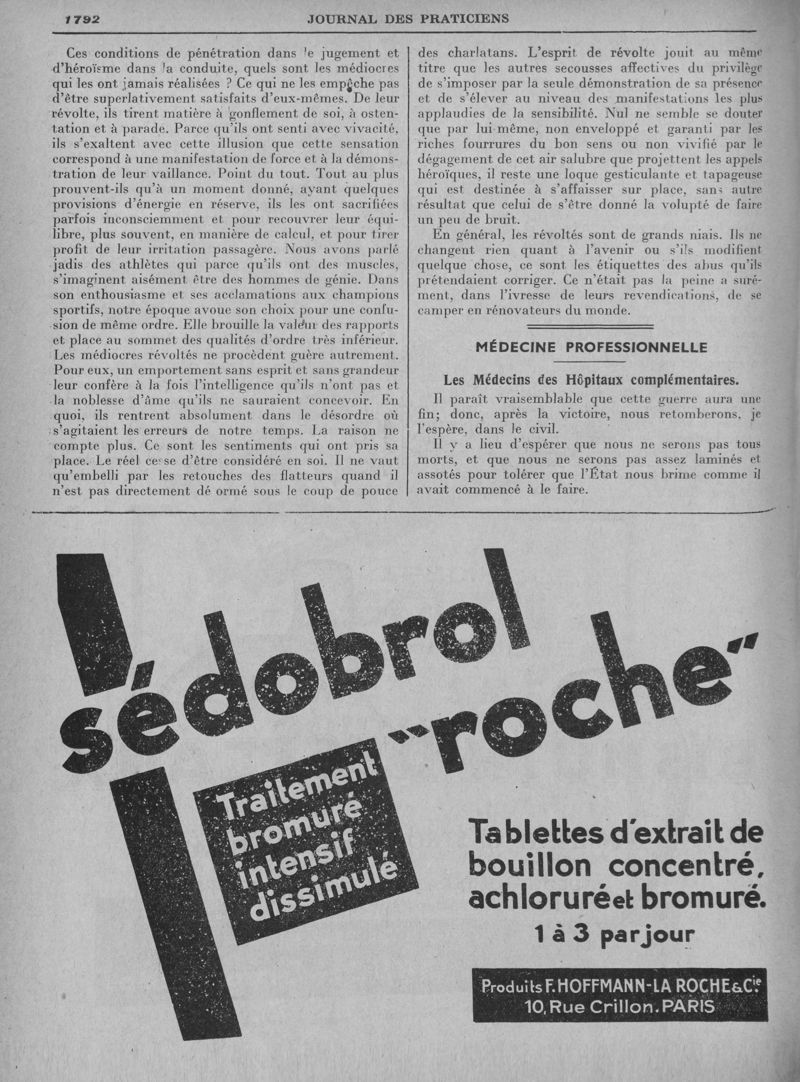 1792
JOURNAL DES PRATICIENS
Ces conditions de pénétration dans le jugement et
d'héroïsme dans la conduite, quels sont les médiocres
qui les ont jamais réalisées ? Ce qui ne les empêche pas
d'être superlativement satisfaits d'eux-mêmes. De leur
révolte, ils tirent matière à gonflement de soi, à osten-
tation et à parade. Parce qu'ils ont senti avec vivacité,
ils s'exaltent avec cette illusion que cette sensation
correspond à une manifestation de force et à la démons-
tration de leur vaillance. Point du tout. Tout au plus
prouvent-ils qu'à un moment donné, ayant quelques
provisions d'énergie en réserve, ils les ont sacrifiées
parfois inconsciemment et pour recouvrer leur équi-
libre, plus souvent, en manière de calcul, et pour tirer
profit de leur irritation passagère. Nous avons parlé
jadis des athlètes qui parce qu'ils ont des muscles,
s'imaginent aisément être des hommes de génie. Dans
son enthousiasme et ses acclamations aux champions
sportifs, notre époque avoue son choix pour une confu-
sion de même ordre. Elle brouille la valeur des rapports
et place au sommet des qualités d'ordre très inférieur.
Les médiocres révoltés ne procèdent guère autrement.
Pour eux, un emportement sans esprit et sans grandeur
leur confère à la fois l'intelligence qu'ils n'ont pas et
la noblesse d'âme qu'ils ne sauraient concevoir. En
quoi, ils rentrent absolument dans le désordre où
s'agitaient les erreurs de notre temps. La raison ne
compte plus. Ce sont les sentiments qui ont pris sa
place. Le réel cesse d'être considéré en soi. Il ne vaut
qu'embelli par les retouches des flatteurs quand il
n'est pas directement dé ormé sous le coup de pouce
des charlatans. L'esprit de révolte jouit au même
titre que les autres secousses affectives du privilège
de s'imposer par la seule démonstration de sa présence
et de s'élever au niveau des manifestations les plus
applaudies de la sensibilité. Nul ne semble se douter
que par lui-même, non enveloppé et garanti par les
riches fourrures du bon sens ou non vivifié par le
dégagement de cet air salubre que projettent les appels
héroïques, il reste une loque gesticulante et tapageuse
qui est destinée à s'affaisser sur place, sans autre
résultat que celui de s'être donné la volupté de faire
un peu de bruit.
En général, les révoltés sont de grands niais. Ils ne
changent rien quant à l'avenir ou s'ils modifient
quelque chose, ce sont les étiquettes des abus qu'ils
prétendaient corriger. Ce n'était pas la peine a suré-
ment, dans l'ivresse de leurs revendications, de se
camper en rénovateurs du monde.
MÉDECINE PROFESSIONNELLE
Les Médecins des Hôpitaux complémentaires.
Il paraît vraisemblable que cette guerre aura une
fin; donc, après la victoire, nous retomberons, je
l'espère, dans le civil.
Il y a lieu d'espérer que nous ne serons pas tous
morts, et que nous ne serons pas assez laminés et
assotés pour tolérer que l'État nous brime comme il
avait commencé à le faire.
sédobrol
"roche"
Traitement
bromuré
intensif
dissimulé
Tablettes d'extrait de
bouillon concentré,
achloruré et bromuré.
1 à 3 par jour
Produits F. HOFFMANN-LA ROCHE & Cie.
10, Rue Crillon. PARIS